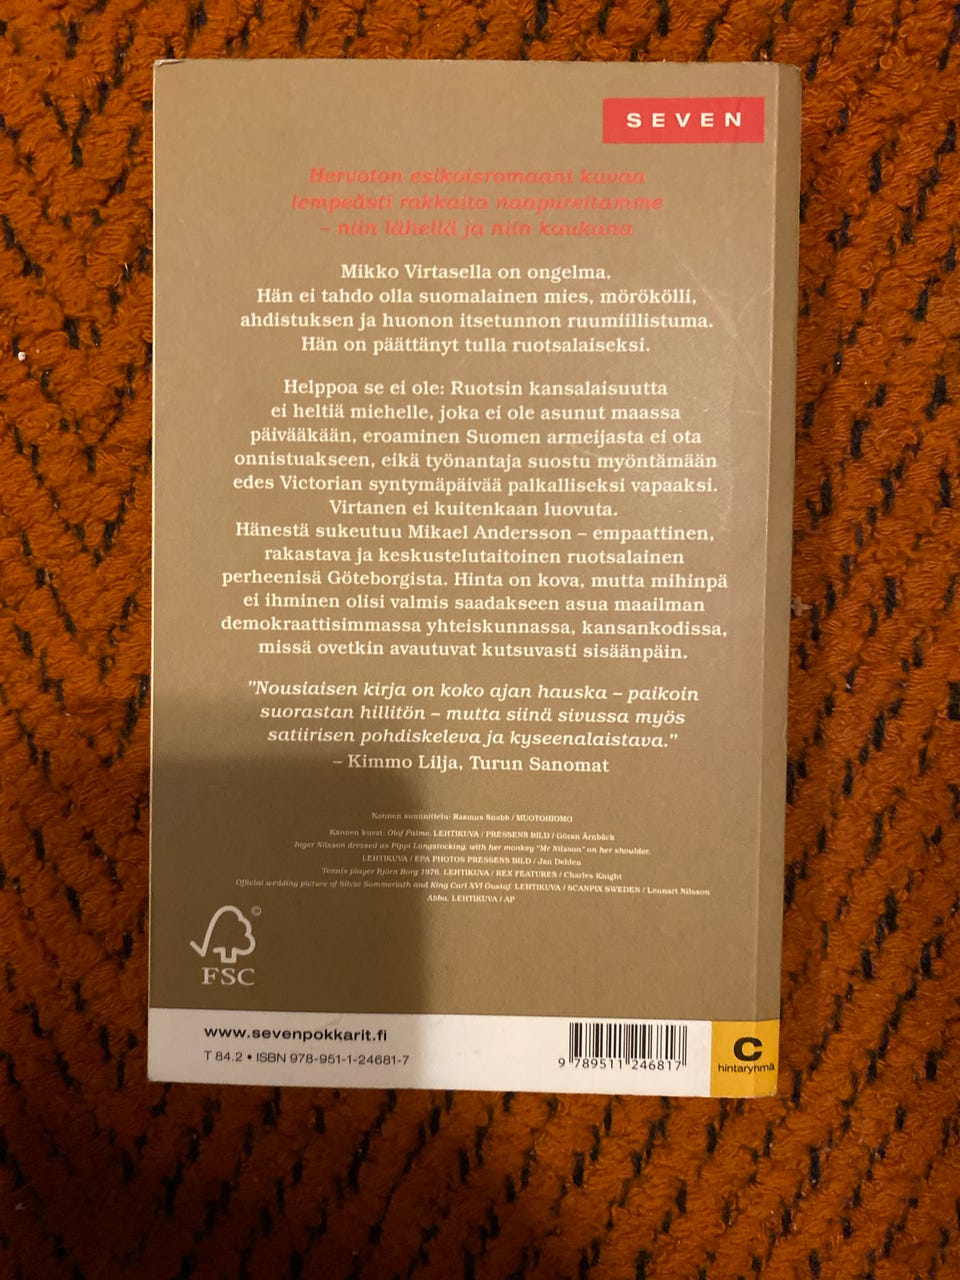 SEVEN
Hervoton esikoisromaani kuvaa
lempeästi rakkaita naapureitamme
– niin läheltä ja niin kaukana
Mikko Virtasella on ongelma.
Hän ei tahdo olla suomalainen mies, mörökölli,
ahdistuksen ja huonon itsetunnon ruumiillistuma.
Hän on päättänyt tulla ruotsalaiseksi.
Helppoa se ei ole: Ruotsin kansalaisuutta
ei heltiä miehelle, joka ei ole asunut maassa
päivääkään, eroaminen Suomen armeijasta ei ota
onnistuakseen, eikä työnantaja suostu myöntämään
edes Victorian syntymäpäivää palkalliseksi vapaaksi.
Virtanen ei kuitenkaan luovuta.
Hänestä sukeutuu Mikael Andersson – empaattinen,
rakastava ja keskustelutaitoinen ruotsalainen
perheenisä Göteborgista. Hinta on kova, mutta mihinpä
ei ihminen olisi valmis saadakseen asua maailman
demokraattisimmassa yhteiskunnassa, kansankodissa,
missä ovetkin avautuvat kutsuvasti sisäänpäin.
”Nousiaisen kirja on koko ajan hauska – paikoin
suorastan hillitön – mutta siinä sivussa myös
satiirisen pohdiskeleva ja kyseenalaistava.”
– Kimmo Lilja, Turun Sanomat
Kannen suunnittelu: Rasmus Snabb / MUOTOHIOMO
Kannen kuvat: Olof Palme. LEHTIKUVA / PRESSENS BILD / Göran Ärnbäck
Inger Nilsson dressed as Pippi Longstocking, with her monkey "Mr Nilsson" on her shoulder.
LEHTIKUVA / EPA PHOTOS PRESSENS BILD / Jan Delden
Tennis player Björn Borg 1976. LEHTIKUVA / REX FEATURES / Charles Knight
Official wedding picture of Silvia Sommerlath and King Carl XVI Gustaf. LEHTIKUVA / SCANPIX SWEDEN / Lennart Nilsson
Abba. LEHTIKUVA / AP
©
FSC
www.sevenpokkarit.fi
T 84.2 • ISBN 978-951-1-24681-7
9 789511 246817
C
hintaryhmä